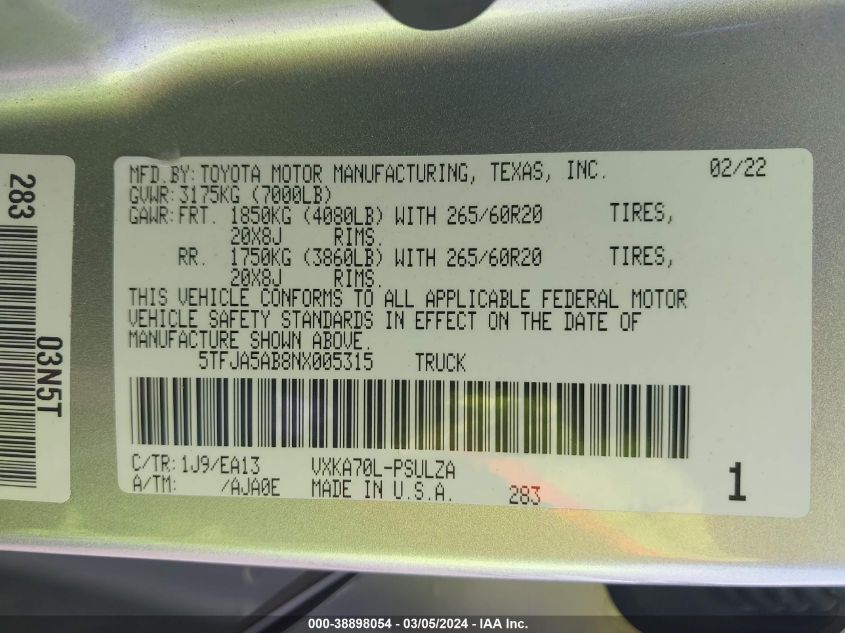 283
03N5T
MFD.BY: TOYOTA MOTOR MANUFACTURING, TEXAS, INC. 02/22
GVWR: 3175KG (7000LB)
GAWR: FRT. 1850KG (4080LB) WITH 265/60R20 TIRES,
20X8J RIMS.
RR. 1750KG (3860LB) WITH 265/60R20 TIRES,
20X8J RIMS.
THIS VEHICLE CONFORMS TO ALL APPLICABLE FEDERAL MOTOR
VEHICLE SAFETY STANDARDS IN EFFECT ON THE DATE OF
MANUFACTURE SHOWN ABOVE.
5TFJA5AB8NX005315 TRUCK
C/TR: 1J9/EA13 VXKA70L-PSULZA
A/TM: /AJA0E MADE IN U.S.A. 283 1
000-38898054 — 03/05/2024 — IAA Inc.